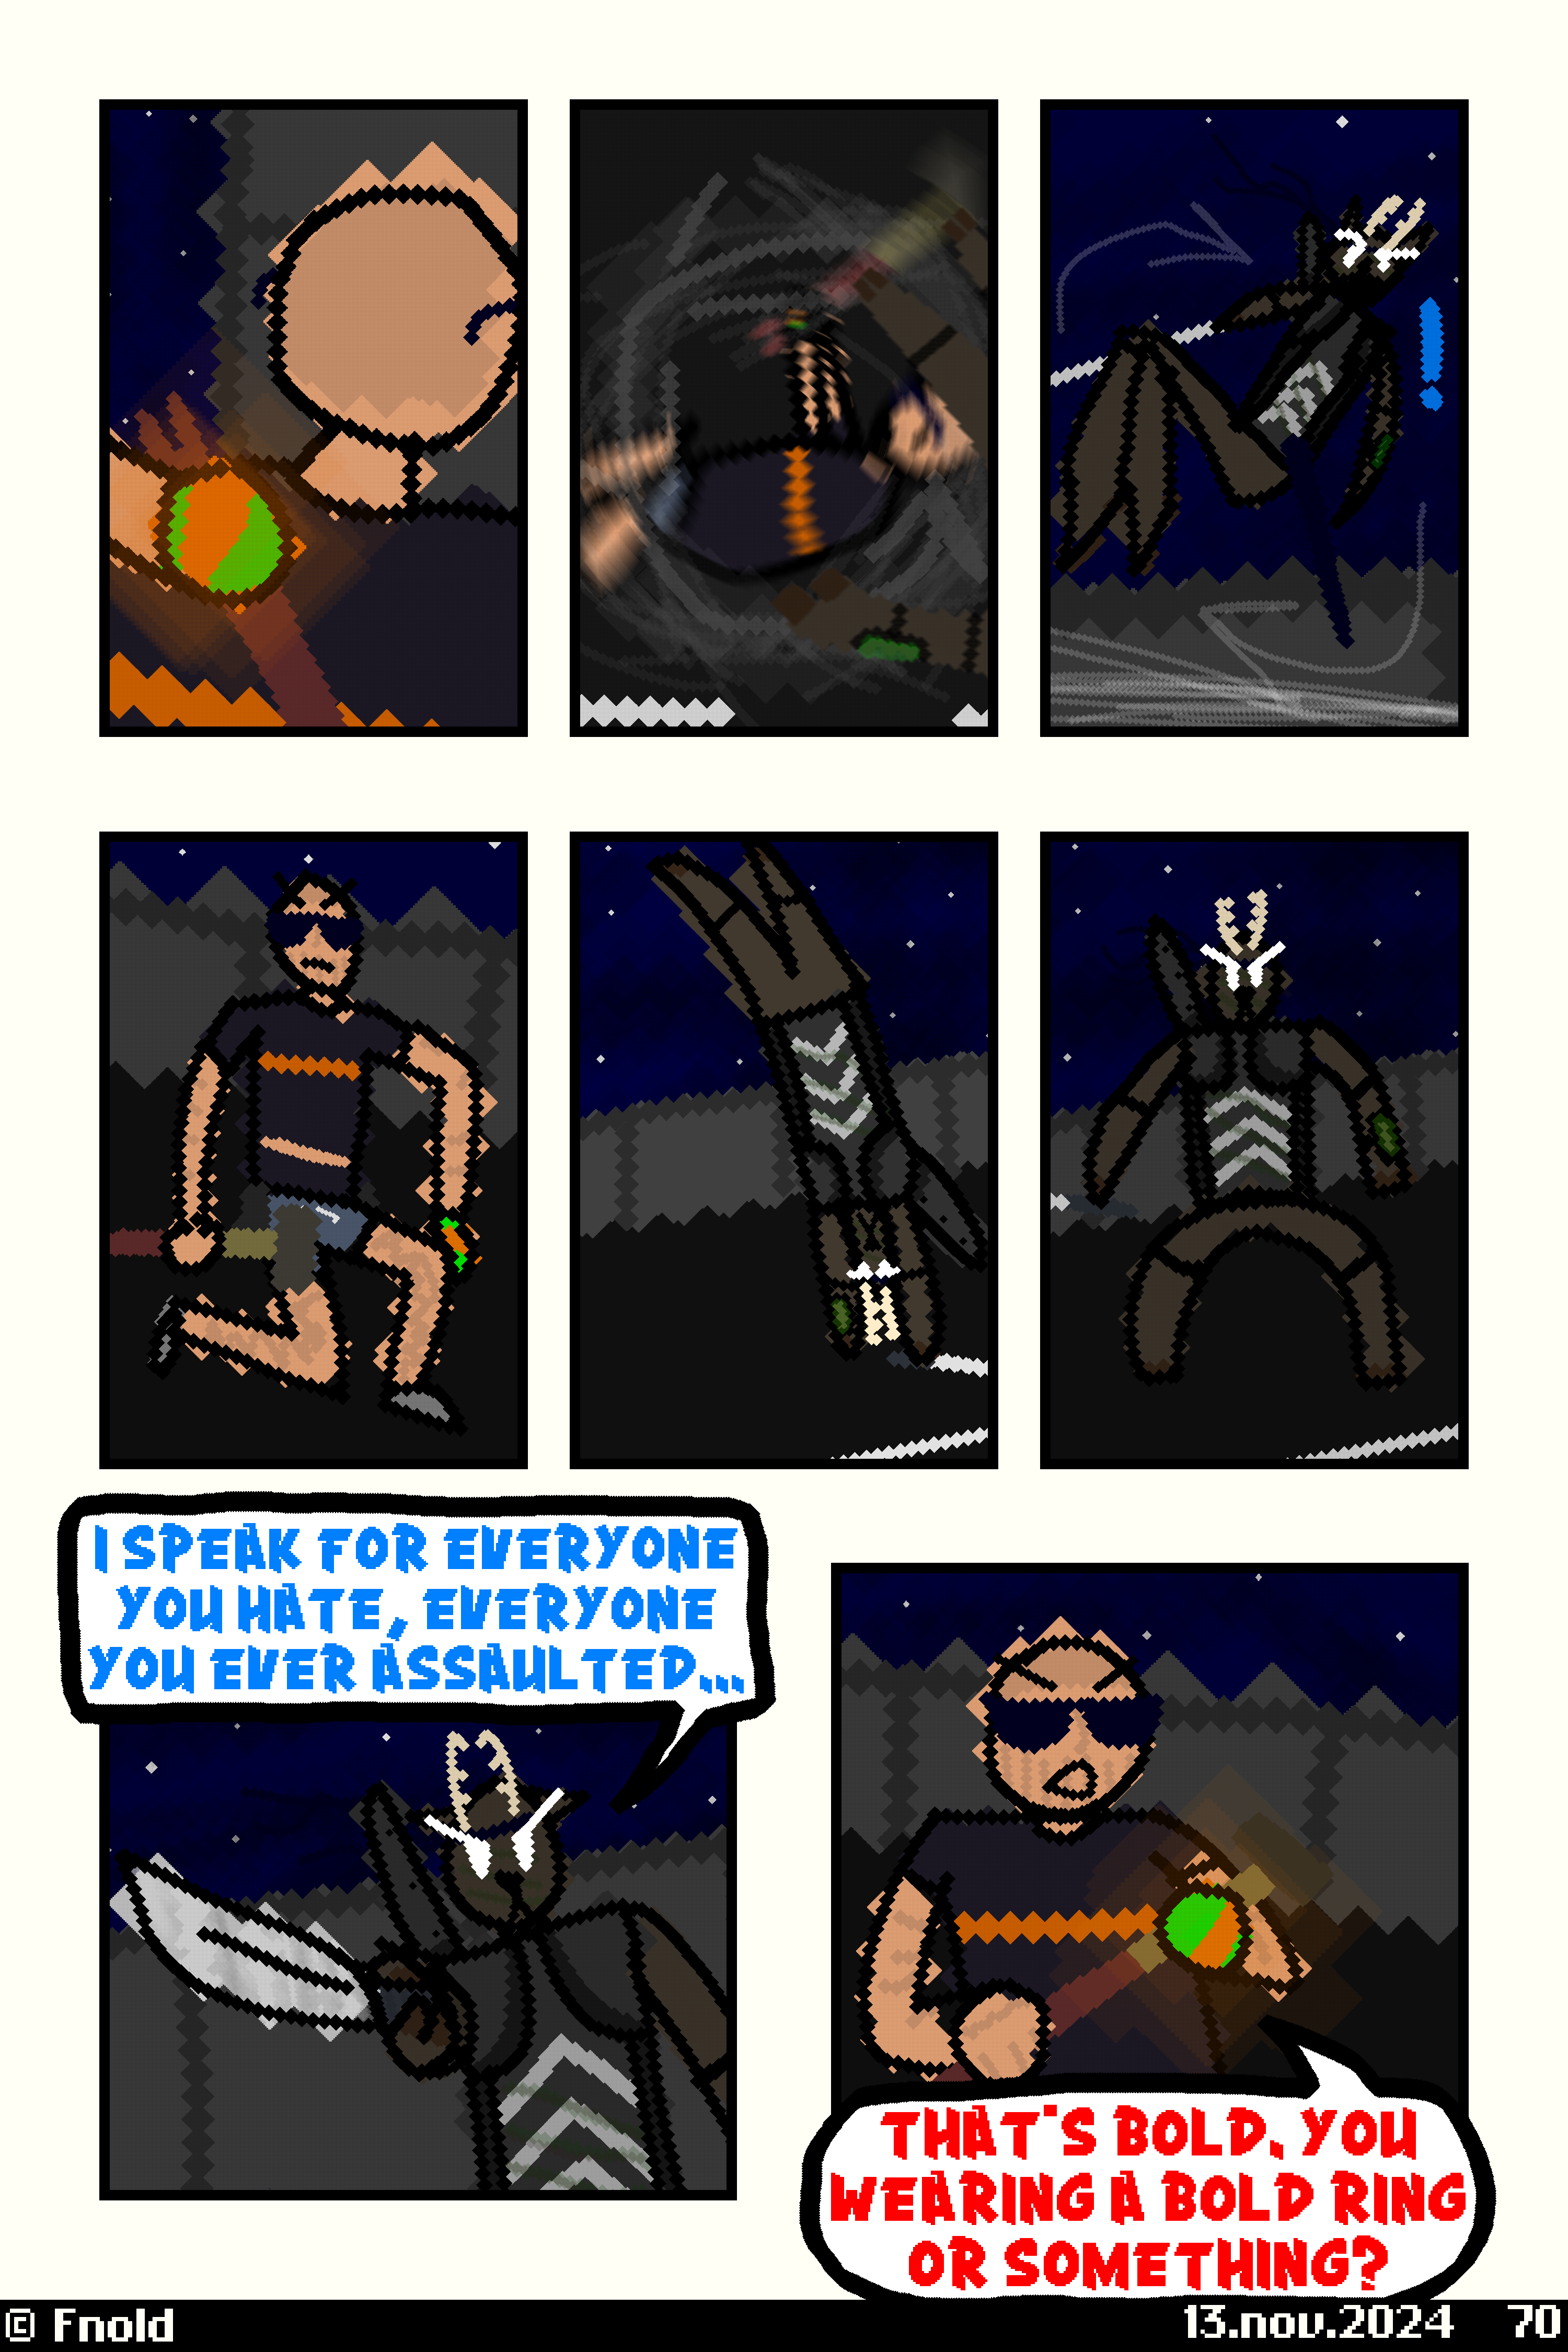 I SPEAK FOR EVERYONE
YOU HATE, EVERYONE
YOU EVER ASSAULTED...
THAT'S BOLD. YOU
WEARING A BOLD RING
OR SOMETHING?
© Fnold 13.nov.2024 70